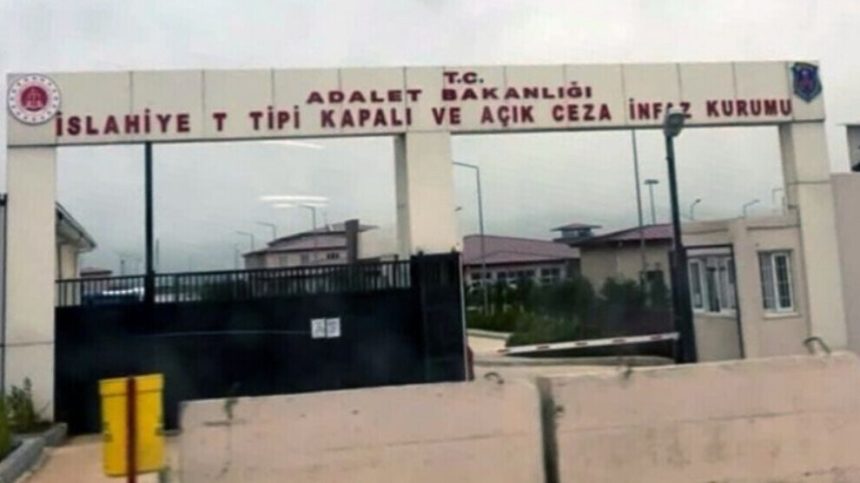 T.C.
ADALET BAKANLIĞI
İSLAHİYE T TİPİ KAPALI VE AÇIK CEZA İNFAZ KURUMU